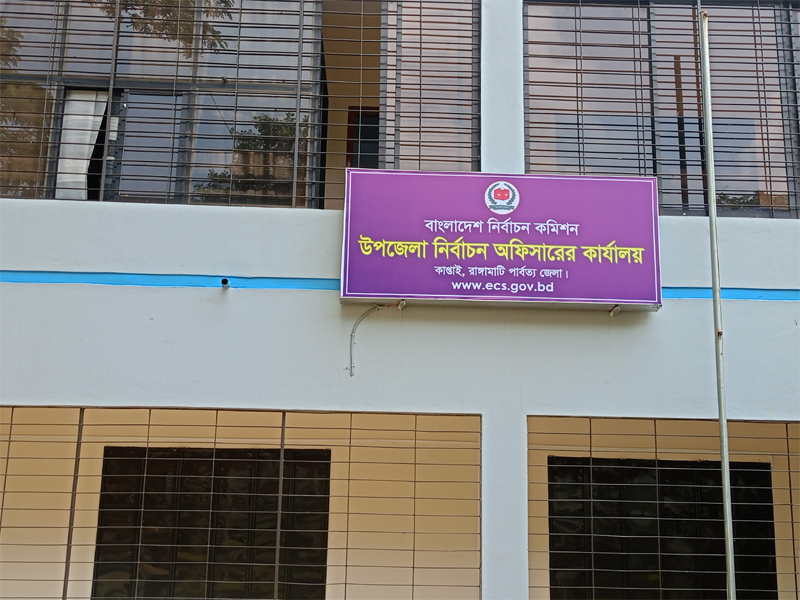 বাংলাদেশ নির্বাচন কমিশন
উপজেলা নির্বাচন অফিসারের কার্যালয়
কাপ্তাই, রাঙ্গামাটি পার্বত্য জেলা।
www.ecs.gov.bd